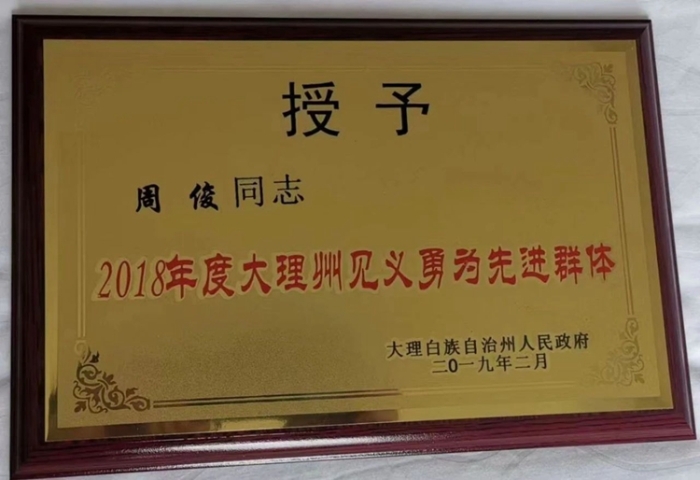 授予
周俊同志
2018年度大理州见义勇为先进群体
大理白族自治州人民政府
二〇一九年二月